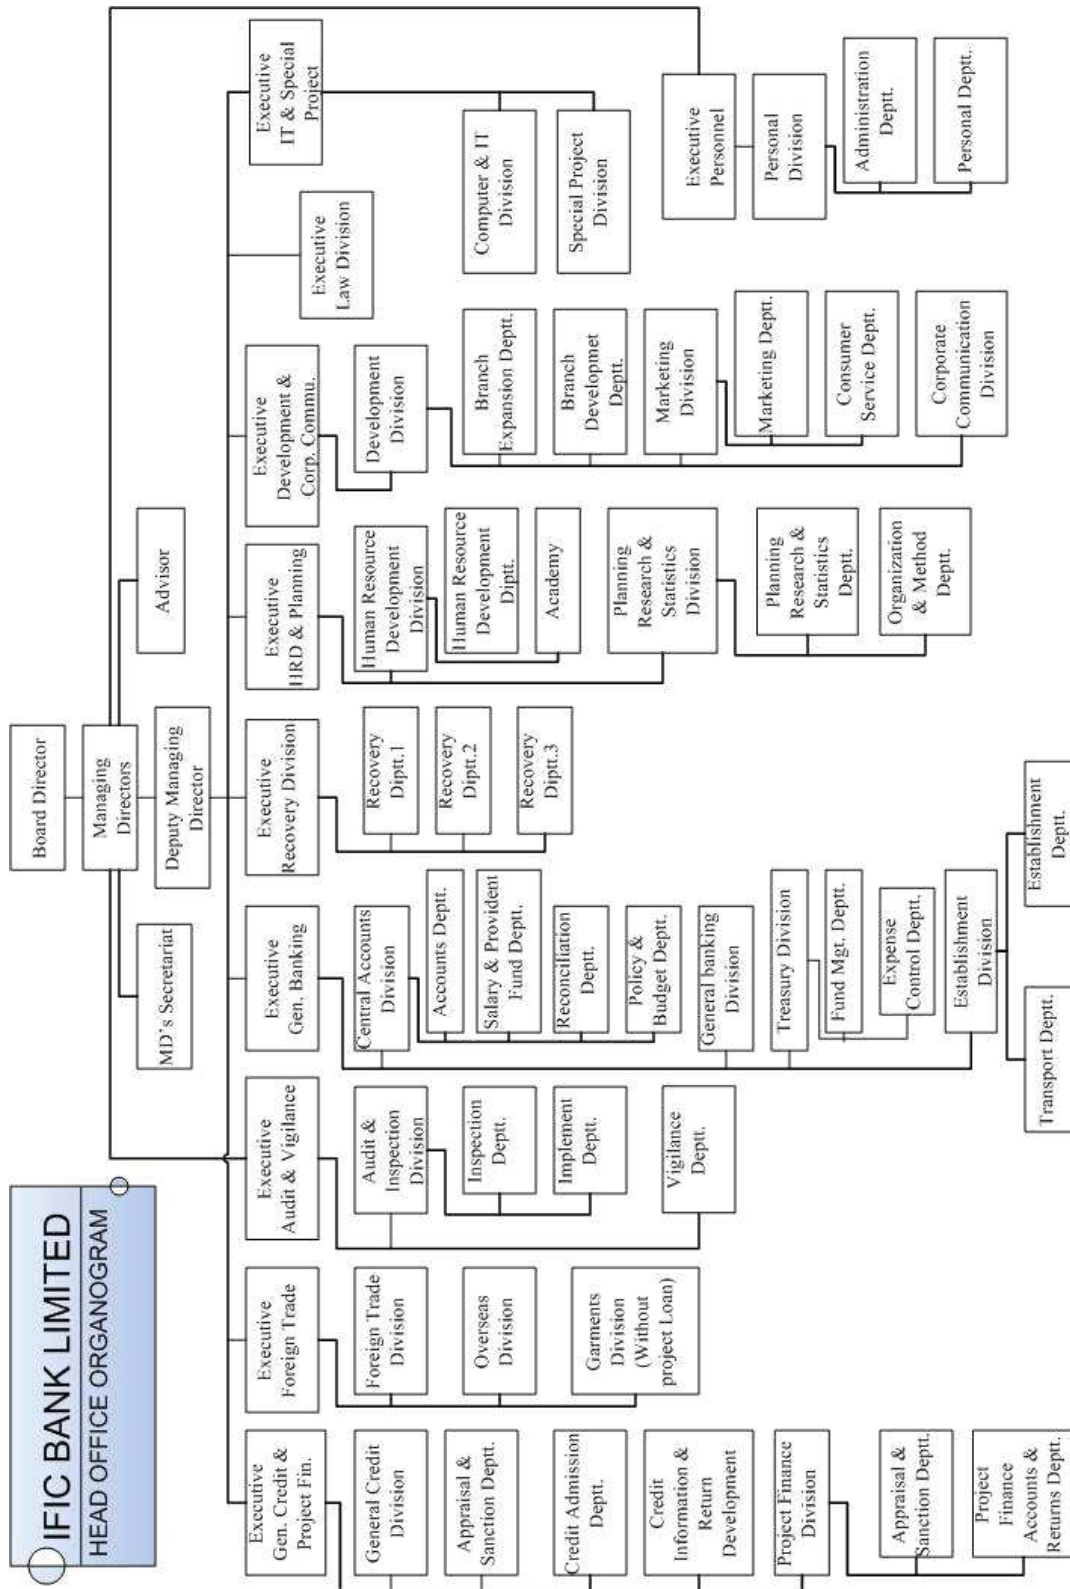 IFIC BANK LIMITED
HEAD OFFICE ORGANOGRAM
Board Director
Managing
Directors
MD's Secretariat
Advisor
Deputy Managing
Director
Executive
Gen. Credit &
Project Fin.
General Credit
Division
Appraisal &
Sanction Deptt.
Credit Admission
Deptt.
Credit
Information &
Return
Development
Project Finance
Division
Appraisal &
Sanction Deptt.
Project
Finance
Accounts &
Returns Deptt.
Executive
Foreign Trade
Foreign Trade
Division
Overseas
Division
Garments
Division
(Without
project Loan)
Executive
Audit & Vigilance
Audit &
Inspection
Division
Inspection
Deptt.
Implement
Deptt.
Vigilance
Deptt.
Executive
Gen. Banking
Central Accounts
Division
Accounts Deptt.
Salary & Provident
Fund Deptt.
Reconciliation
Deptt.
Policy &
Budget Deptt.
General banking
Division
Treasury Division
Fund Mgt. Deptt.
Expense
Control Deptt.
Establishment
Division
Transport Deptt.
Establishment
Deptt.
Executive
Recovery Division
Recovery
Diptt.1
Recovery
Diptt.2
Recovery
Diptt.3
Executive
HRD & Planning
Human Resource
Development
Division
Human Resource
Development
Diptt.
Academy
Planning
Research &
Statistics
Division
Planning
Research &
Statistics
Deptt.
Organization
& Method
Deptt.
Executive
Development &
Corp. Commu.
Development
Division
Branch
Expansion Deptt.
Branch
Developmet
Deptt.
Marketing
Division
Marketing Deptt.
Consumer
Service Deptt.
Corporate
Communication
Division
Executive
Law Division
Executive
IT & Special
Project
Computer & IT
Division
Special Project
Division
Executive
Personnel
Personal
Division
Administration
Deptt.
Personal Deptt.